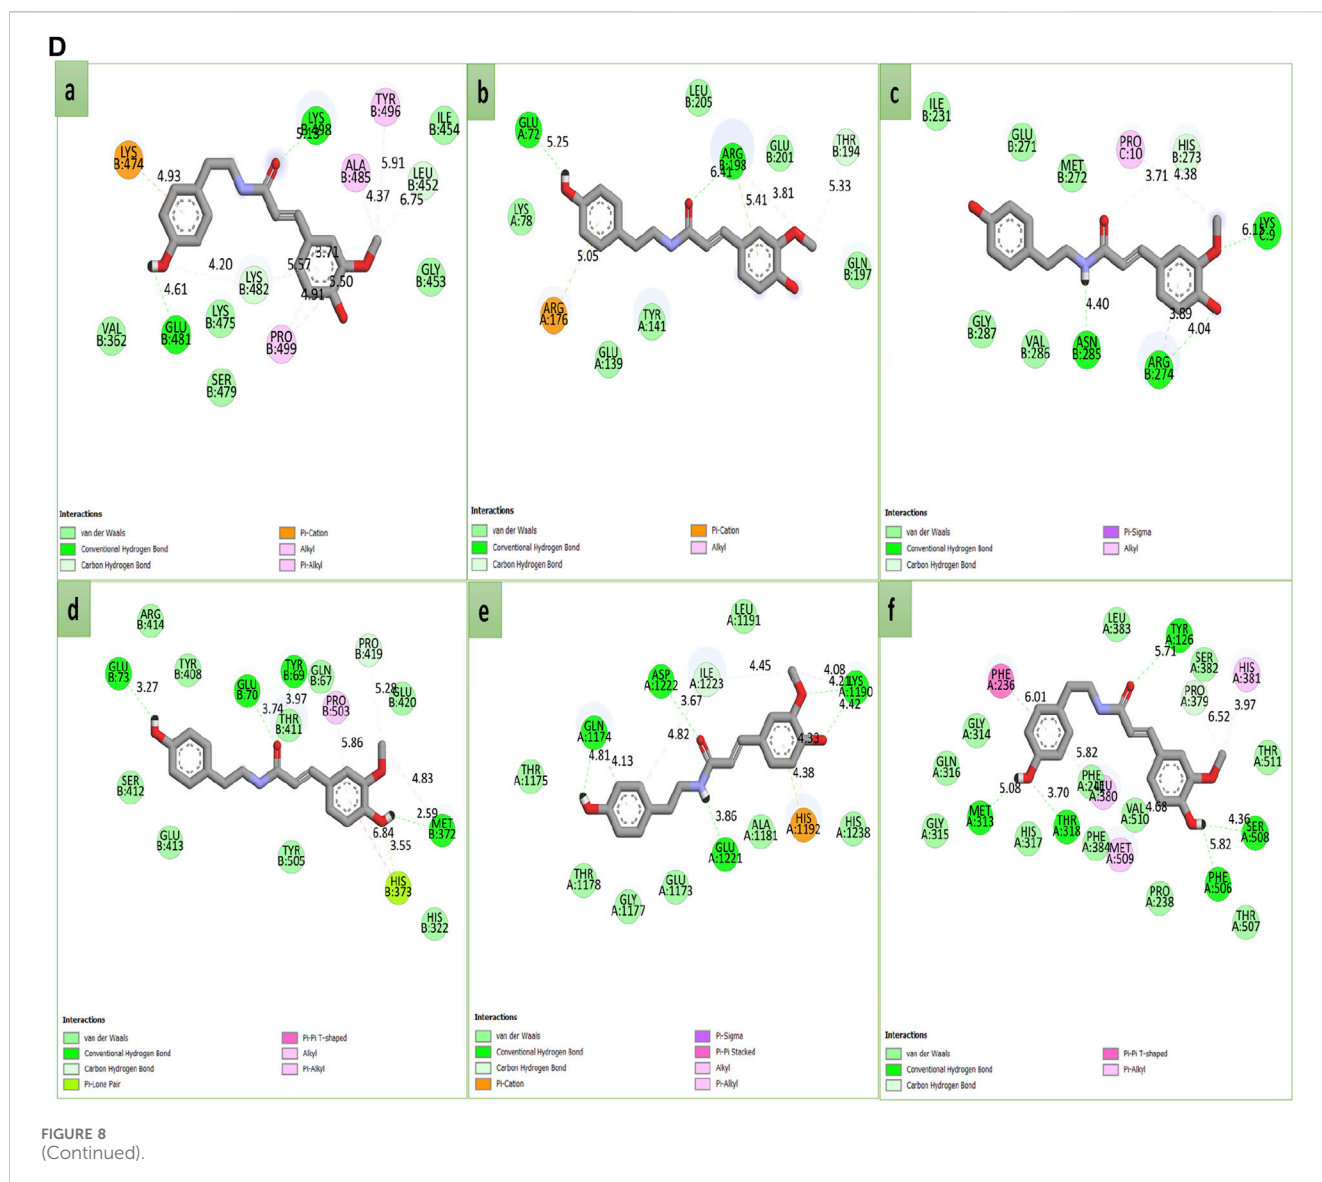 D
a
LYS
B:498
5.13
TYR
B:496
ILE
B:454
LYS
B:474
4.93
ALA
B:485
5.91
LEU
B:452
4.37
6.75
3.71
5.57
5.50
4.91
4.20
LYS
B:482
4.61
GLY
B:453
LYS
B:475
VAL
B:362
GLU
B:481
PRO
B:499
SER
B:479
Interactions
van der Waals
Conventional Hydrogen Bond
Carbon Hydrogen Bond
Pi-Cation
Alkyl
Pi-Alkyl
b
LEU
B:205
GLU
A:72
5.25
ARG
B:198
6.41
GLU
B:201
THR
B:194
3.81
5.33
5.41
LYS
A:78
5.05
GLN
B:197
ARG
A:176
TYR
A:141
GLU
A:139
Interactions
van der Waals
Conventional Hydrogen Bond
Carbon Hydrogen Bond
Pi-Cation
Alkyl
c
ILE
B:231
GLU
B:271
PRO
C:10
HIS
B:273
MET
B:272
3.71
4.38
LYS
C:9
4.40
3.89
4.04
GLY
B:287
VAL
B:286
ASN
B:285
ARG
B:274
Interactions
van der Waals
Conventional Hydrogen Bond
Carbon Hydrogen Bond
Pi-Sigma
Alkyl
d
ARG
B:414
GLU
B:73
TYR
B:408
TYR
B:69
GLN
B:67
PRO
B:419
3.27
GLU
B:70
3.97
3.74
PRO
B:503
5.28
GLU
B:420
THR
B:411
5.86
4.83
SER
B:412
2.59
MET
B:372
GLU
B:413
TYR
B:505
6.84
3.55
HIS
B:373
HIS
B:322
Interactions
van der Waals
Conventional Hydrogen Bond
Carbon Hydrogen Bond
Pi-Lone Pair
Pi-Pi T-shaped
Alkyl
Pi-Alkyl
e
LEU
A:1191
ASP
A:1222
ILE
A:1223
4.45
4.08
LYS
A:1190
3.67
4.42
GLN
A:1174
4.82
4.33
4.81
4.13
4.38
THR
A:1175
3.86
ALA
A:1181
HIS
A:1192
HIS
A:1238
GLU
A:1221
THR
A:1178
GLU
A:1173
GLY
A:1177
Interactions
van der Waals
Conventional Hydrogen Bond
Carbon Hydrogen Bond
Pi-Cation
Pi-Sigma
Pi-Pi Stacked
Alkyl
Pi-Alkyl
f
LEU
A:383
TYR
A:126
5.71
SER
A:382
HIS
A:381
PHE
A:236
6.01
PRO
A:379
3.97
6.52
GLY
A:314
5.82
THR
A:511
GLN
A:316
5.08
3.70
PHE
LEU
A:380
VAL
A:510
4.68
GLY
A:315
MET
A:313
HIS
A:317
THR
A:318
PHE
A:384
MET
A:509
4.36
SER
A:508
5.82
PHE
A:506
PRO
A:238
THR
A:507
Interactions
van der Waals
Conventional Hydrogen Bond
Carbon Hydrogen Bond
Pi-Pi T-shaped
Pi-Alkyl
FIGURE 8
(Continued).